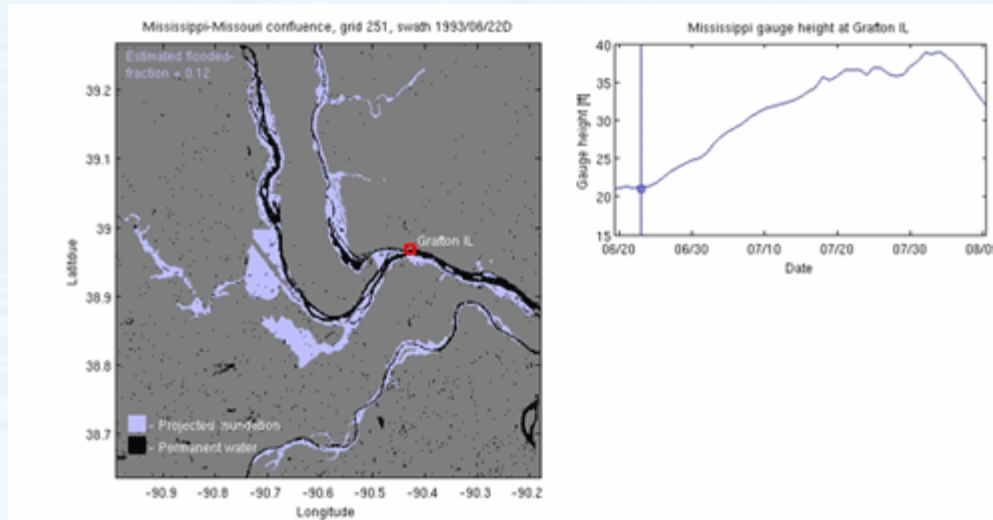 Mississippi-Missouri confluence, grid 251, swath 1993/06/22D
Estimated flooded-
fraction = 0.12
39.2
39.1
39
38.9
38.8
38.7
Latitude
Grafton IL
- Projected inundation
- Permanent water
-90.9 -90.8 -90.7 -90.6 -90.5 -90.4 -90.3 -90.2
Longitude
Mississippi gauge height at Grafton IL
40
35
30
25
20
15
Gauge height [ft]
06/20 06/30 07/10 07/20 07/30 08/0
Date